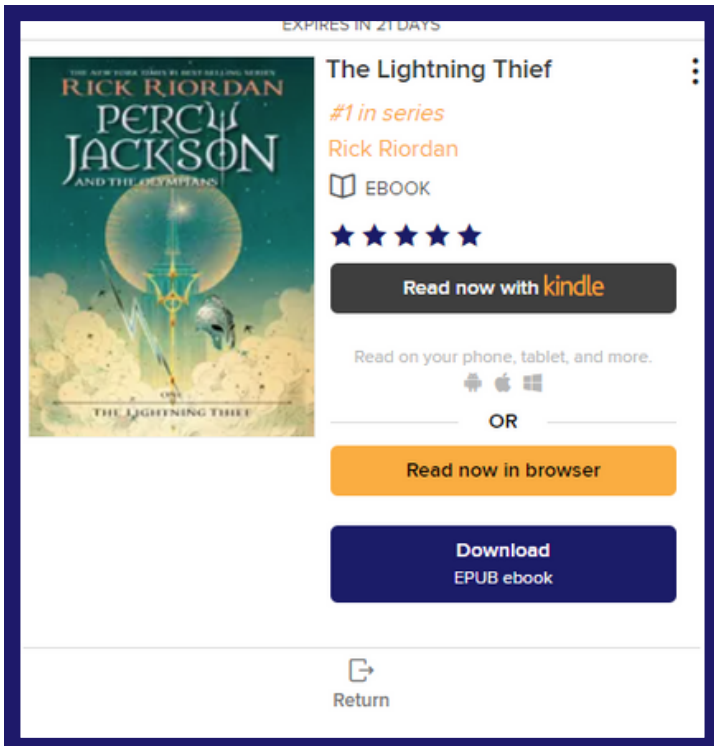 EXPIRES IN 21 DAYS
THE NEW YORK TIMES BEST-SELLING SERIES
RICK RIORDAN
PERCY
JACKSON
AND THE OLYMPIANS
ONE
THE LIGHTNING THIEF
The Lightning Thief
#1 in series
Rick Riordan
EBOOK
Read now with kindle
Read on your phone, tablet, and more.
OR
Read now in browser
Download
EPUB ebook
Return